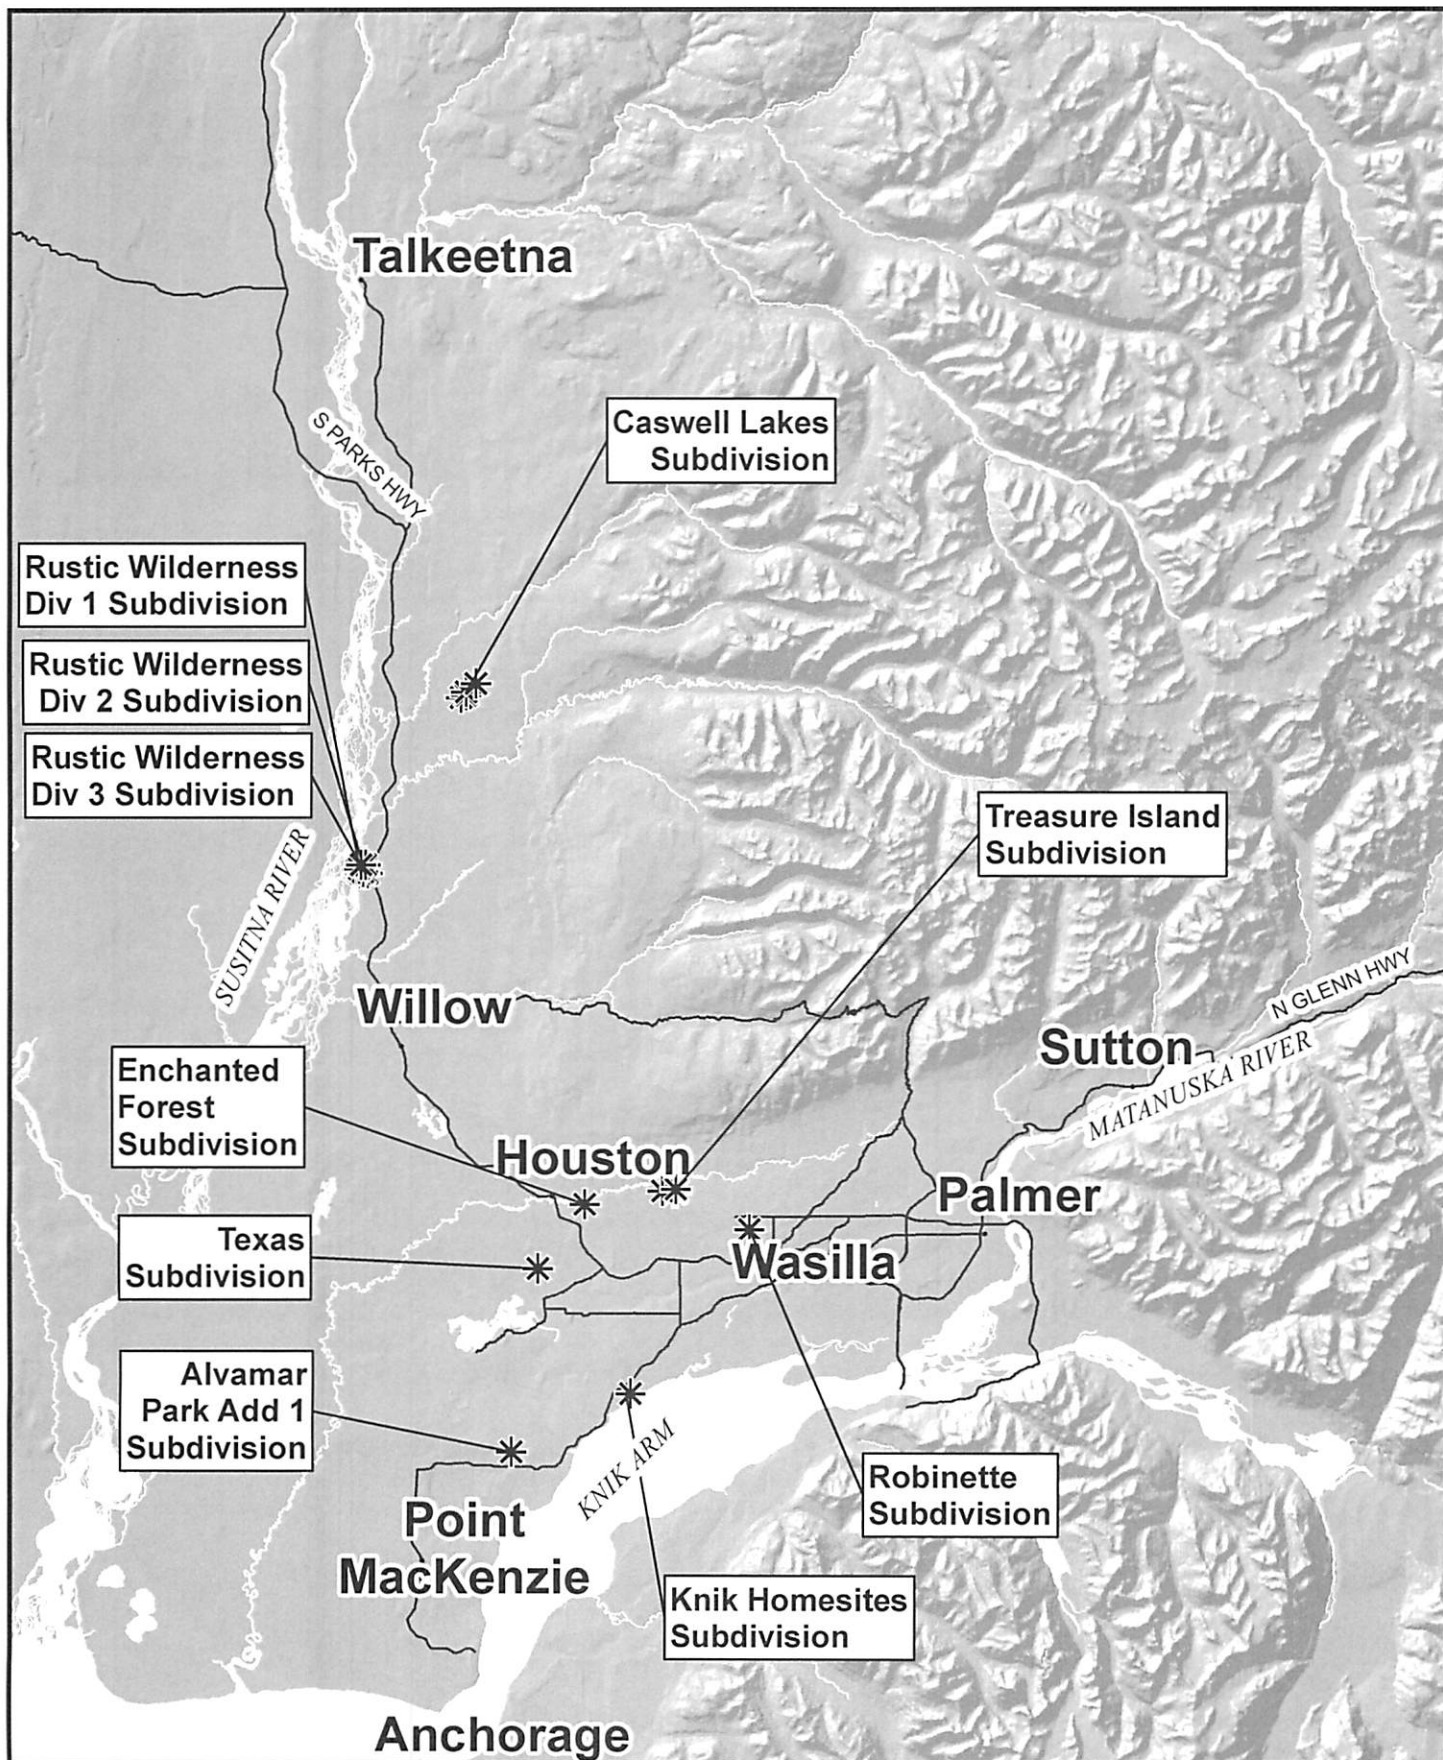 Talkeetna
S PARKS HWY
Caswell Lakes
Subdivision
Rustic Wilderness
Div 1 Subdivision
Rustic Wilderness
Div 2 Subdivision
Rustic Wilderness
Div 3 Subdivision
Treasure Island
Subdivision
SUSITNA RIVER
Willow
N GLENN HWY
Sutton
MATANUSKA RIVER
Enchanted
Forest
Subdivision
Houston
Palmer
Texas
Subdivision
Wasilla
Alvamar
Park Add 1
Subdivision
KNIK ARM
Robinette
Subdivision
Point
MacKenzie
Knik Homesites
Subdivision
Anchorage